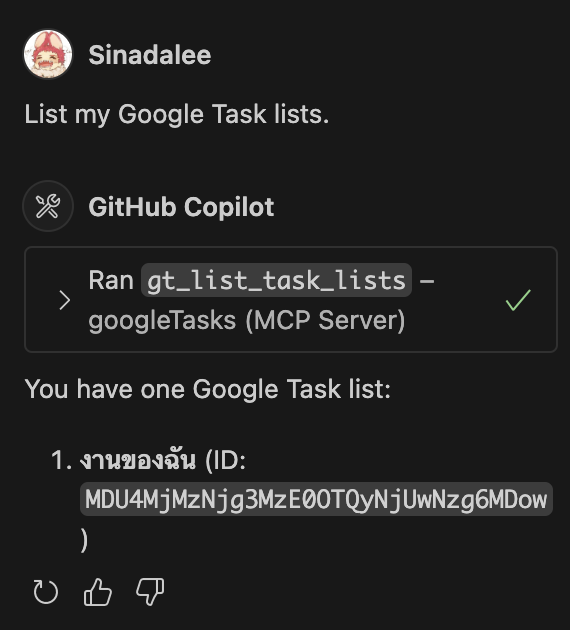 Sinadalee
List my Google Task lists.
GitHub Copilot
Ran gt_list_task_lists –
googleTasks (MCP Server)
You have one Google Task list:
1. งานของฉัน (ID:
MDU4MjMzNjg3MzE0OTQyNjUwNzg6MDow
)